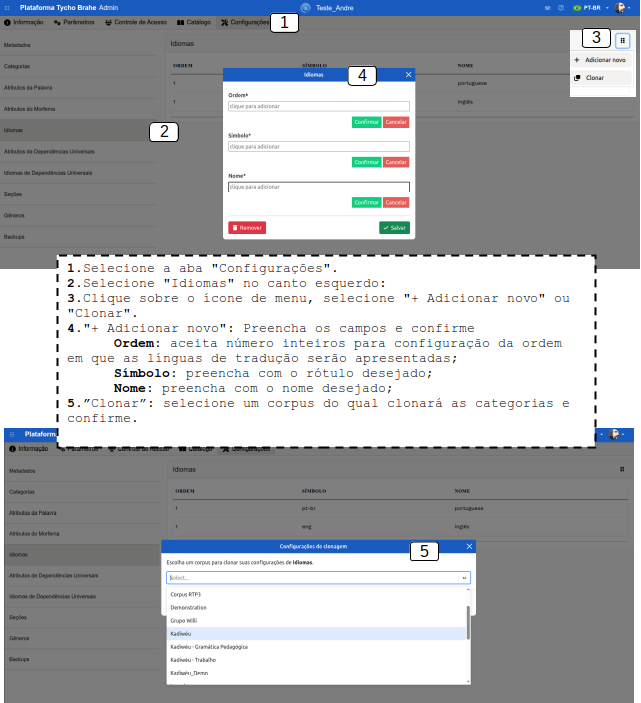 Plataforma Tycho Brahe Admin
Teste_Andre
PT-BR
Informação
Parâmetros
Controle de Acesso
Catálogo
Configurações
1
3
Adicionar novo
Clonar
Metadados
Categorias
Atributos da Palavra
Atributos do Morfema
Idiomas
2
Atributos de Dependências Universais
Idiomas de Dependências Universais
Seções
Gêneros
Backups
Idiomas
ORDEM SÍMBOLO NOME
1 portuguese
1 inglês
Idiomas
4
Ordem*
clique para adicionar
Confirmar Cancelar
Símbolo*
clique para adicionar
Confirmar Cancelar
Nome*
clique para adicionar
Confirmar Cancelar
Remover
Salvar
1.Selecione a aba "Configurações".
2.Selecione "Idiomas" no canto esquerdo:
3.Clique sobre o ícone de menu, selecione "+ Adicionar novo" ou
"Clonar".
4."+ Adicionar novo": Preencha os campos e confirme
Ordem: aceita número inteiros para configuração da ordem
em que as línguas de tradução serão apresentadas;
Símbolo: preencha com o rótulo desejado;
Nome: preencha com o nome desejado;
5.”Clonar”: selecione um corpus do qual clonará as categorias e
confirme.
Plataforma
Informação
Parâmetros
Controle de Acesso
Catálogo
Configurações
Metadados
Categorias
Atributos da Palavra
Atributos do Morfema
Idiomas
Atributos de Dependências Universais
Idiomas de Dependências Universais
Seções
Gêneros
Backups
Idiomas
ORDEM SÍMBOLO NOME
1 pt-br portuguese
1 eng inglês
Configurações de clonagem
5
Escolha um corpus para clonar suas configurações de Idiomas.
Select...
Corpus RTP3
Demonstration
Grupo Willi
Kadiwéu
Kadiwéu - Gramática Pedagógica
Kadiwéu - Trabalho
Kadiwéu_Demo